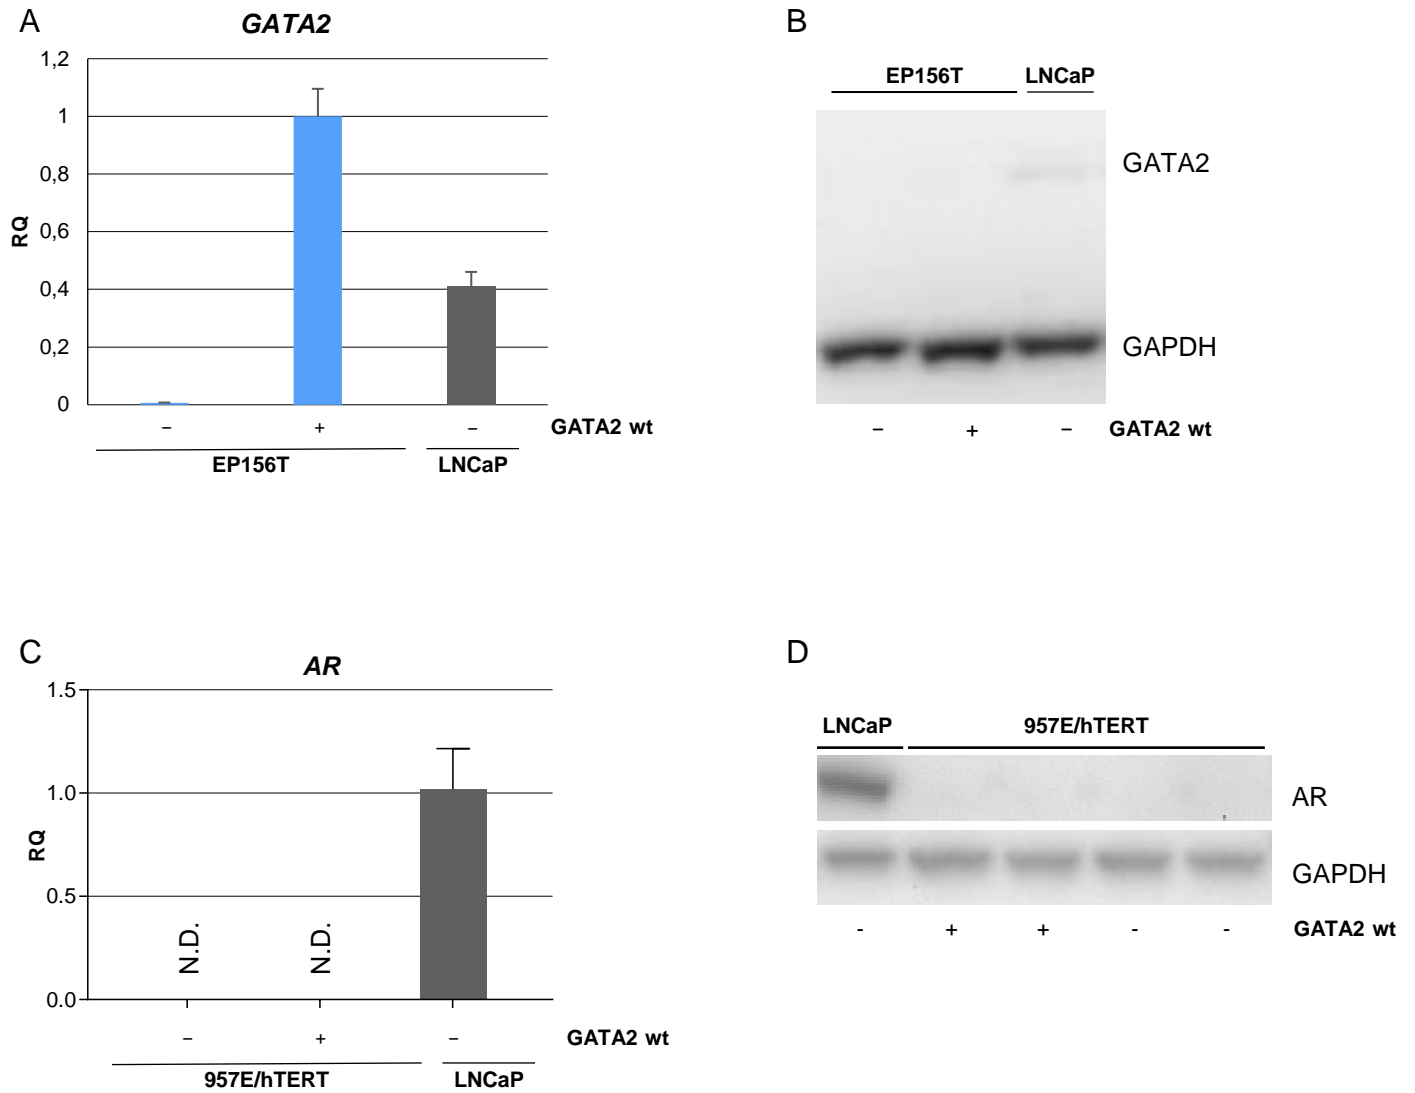 A
GATA2
1,2
1
0,8
0,6
0,4
0,2
0
RQ
– + – GATA2 wt
EP156T LNCaP
B
EP156T LNCaP
GATA2
GAPDH
– + – GATA2 wt
C
AR
1.5
1.0
0.5
0.0
RQ
N.D. N.D.
– + – GATA2 wt
957E/hTERT LNCaP
D
LNCaP 957E/hTERT
AR
GAPDH
- + + - - GATA2 wt